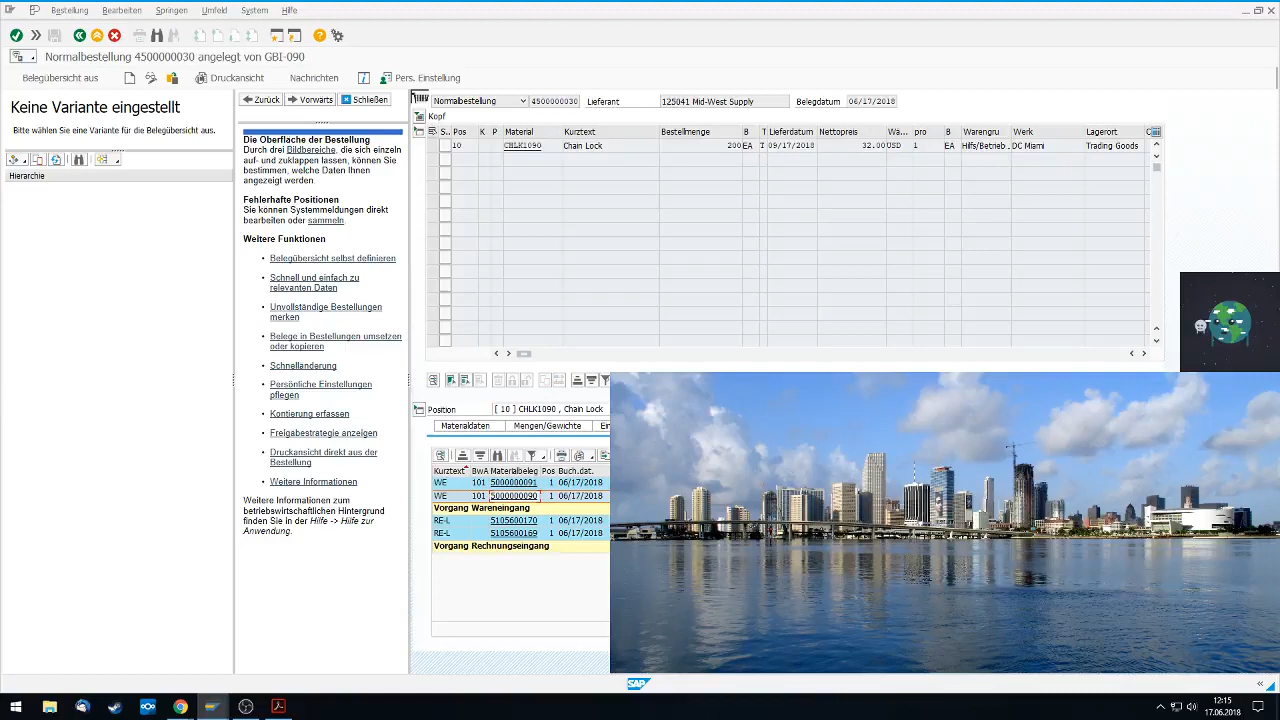 Bestellung Bearbeiten Springen Umfeld System Hilfe
Normalbestellung 4500000030 angelegt von GBI-090
Belegübersicht aus Druckansicht Nachrichten Pers. Einstellung
Keine Variante eingestellt
Bitte wählen Sie eine Variante für die Belegübersicht aus.
Hierarchie
Zurück Vorwärts Schließen
Die Oberfläche der Bestellung
Durch drei Bildbereiche, die sich einzeln
auf- und zuklappen lassen, können Sie
bestimmen, welche Daten Ihnen
angezeigt werden.
Fehlerhafte Positionen
Sie können Systemmeldungen direkt
bearbeiten oder sammeln.
Weitere Funktionen
• Belegübersicht selbst definieren
• Schnell und einfach zu
relevanten Daten
• Unvollständige Bestellungen
merken
• Belege in Bestellungen umsetzen
oder kopieren
• Schnelländerung
• Persönliche Einstellungen
pflegen
• Kontierung erfassen
• Freigabestrategie anzeigen
• Druckansicht direkt aus der
Bestellung
• Weitere Informationen
Weitere Informationen zum
betriebswirtschaftlichen Hintergrund
finden Sie in der Hilfe -> Hilfe zur
Anwendung.
Normalbestellung 4500000030 Lieferant 125041 Mid-West Supply Belegdatum 06/17/2018
Kopf
S.. Pos K P Material Kurztext Bestellmenge B T Lieferdatum Nettopreis Wä... pro B Warengru Werk Lagerort
10 CHLK1090 Chain Lock 200 EA T 09/17/2018 32.00 USD 1 EA Hilfs/Betrieb .. DC Miami Trading Goods
Position [ 10 ] CHLK1090 , Chain Lock
Materialdaten Mengen/Gewichte Ein
Kurztext BwA Materialbeleg Pos Buch.dat.
WE 101 5000000091 1 06/17/2018
WE 101 5000000090 1 06/17/2018
Vorgang Wareneingang
RE-L 5105600170 1 06/17/2018
RE-L 5105600169 1 06/17/2018
Vorgang Rechnungseingang
SAP
12:15
17.06.2018